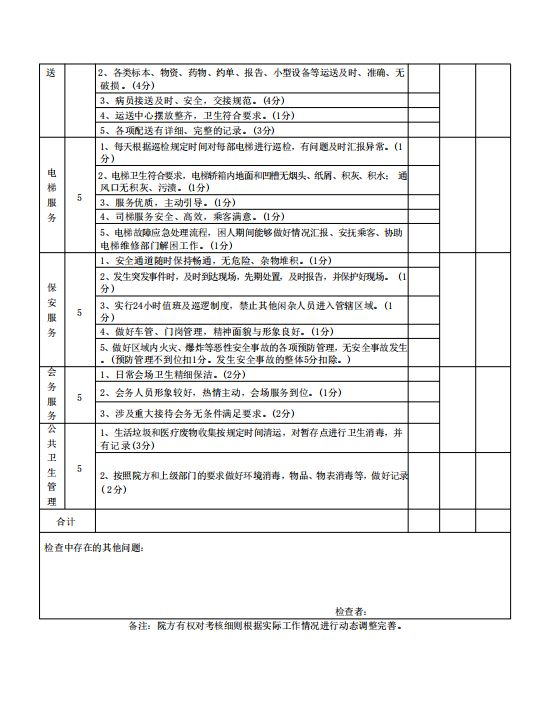 送
2、各类标本、物资、药物、约单、报告、小型设备等运送及时、准确、无
破损。(4分)
3、病员接送及时、安全，交接规范。(4分)
4、运送中心摆放整齐，卫生符合要求。(1分)
5、各项配送有详细、完整的记录。(3分)
电
梯
服
务
5
1、每天根据巡检规定时间对每部电梯进行巡检，有问题及时汇报异常。(1
分)
2、电梯卫生符合要求，电梯轿箱内地面和凹槽无烟头、纸屑、积灰、积水； 通
风口无积灰、污渍。(1分)
3、服务优质，主动引导。(1分)
4、司梯服务安全、高效，乘客满意。(1分)
5、电梯故障应急处理流程，困人期间能够做好情况汇报、安抚乘客、协助
电梯维修部门解困工作。(1分)
保
安
服
务
5
1、安全通道随时保持畅通，无危险、杂物堆积。(1分)
2、发生突发事件时，及时到达现场，先期处置，及时报告，并保护好现场。 (1
分)
3、实行24小时值班及巡逻制度，禁止其他闲杂人员进入管辖区域。(1
分)
4、做好车管、门岗管理，精神面貌与形象良好。(1分)
5、做好区域内火灾、爆炸等恶性安全事故的各项预防管理，无安全事故发生
。(预防管理不到位扣1分。发生安全事故的整体5分扣除。)
会
务
服
务
5
1、日常会场卫生精细保洁。(2分)
2、会务人员形象较好，热情主动，会场服务到位。(1分)
3、涉及重大接待会务无条件满足要求。(2分)
公
共
卫
生
管
理
5
1、生活垃圾和医疗废物收集按规定时间清运，对暂存点进行卫生消毒，并
有记录(3分)
2、按照院方和上级部门的要求做好环境消毒，物品、物表消毒等，做好记录
(2分)
合计
检查中存在的其他问题：
检查者：
备注：院方有权对考核细则根据实际工作情况进行动态调整完善。